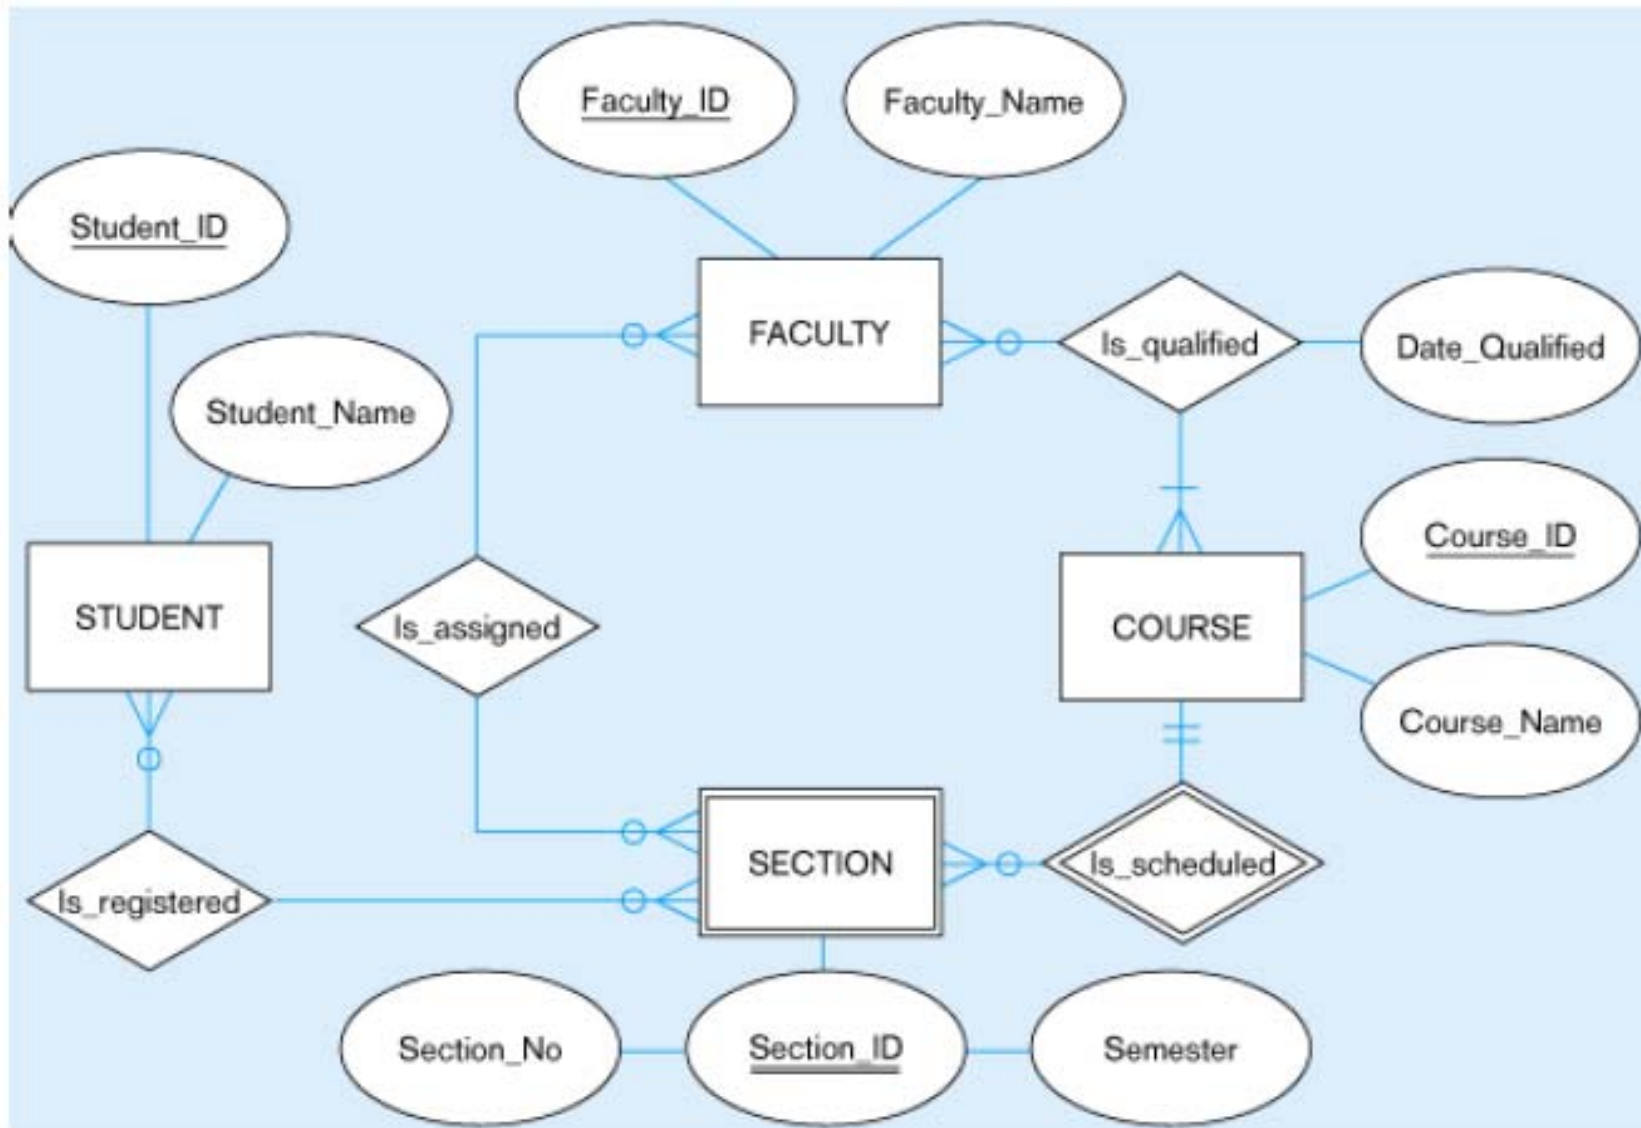 Faculty_ID
Faculty_Name
Student_ID
Student_Name
FACULTY
Is_qualified
Date_Qualified
Course_ID
STUDENT
Is_assigned
COURSE
Course_Name
SECTION
Is_scheduled
Is_registered
Section_No
Section_ID
Semester